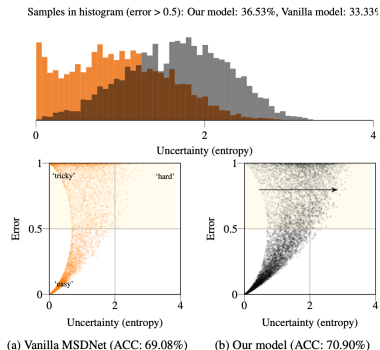 Samples in histogram (error > 0.5): Our model: 36.53%, Vanilla model: 33.33%
0 2 4
Uncertainty (entropy)
1 1
'tricky' 'hard'
Error 0.5 Error 0.5
'easy'
0 0
0 2 4 0 2 4
Uncertainty (entropy) Uncertainty (entropy)
(a) Vanilla MSDNet (ACC: 69.08%) (b) Our model (ACC: 70.90%)